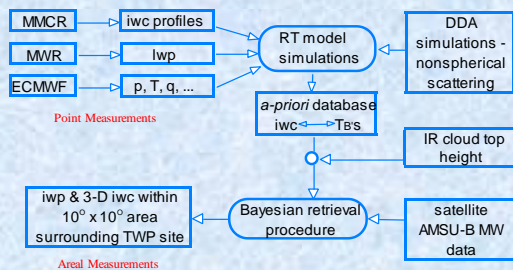 MMCR
iwc profiles
MWR
lwp
ECMWF
p, T, q, ...
Point Measurements
RT model
simulations
DDA
simulations -
nonspherical
scattering
a-priori database
iwc TB's
IR cloud top
height
iwp & 3-D iwc within
10° x 10° area
surrounding TWP site
Areal Measurements
Bayesian retrieval
procedure
satellite
AMSU-B MW
data